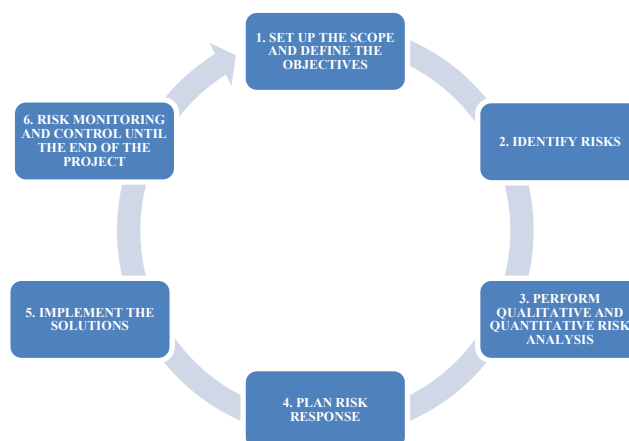 1. SET UP THE SCOPE
AND DEFINE THE
OBJECTIVES
2. IDENTIFY RISKS
3. PERFORM
QUALITATIVE AND
QUANTITATIVE RISK
ANALYSIS
4. PLAN RISK
RESPONSE
5. IMPLEMENT THE
SOLUTIONS
6. RISK MONITORING
AND CONTROL UNTIL
THE END OF THE
PROJECT